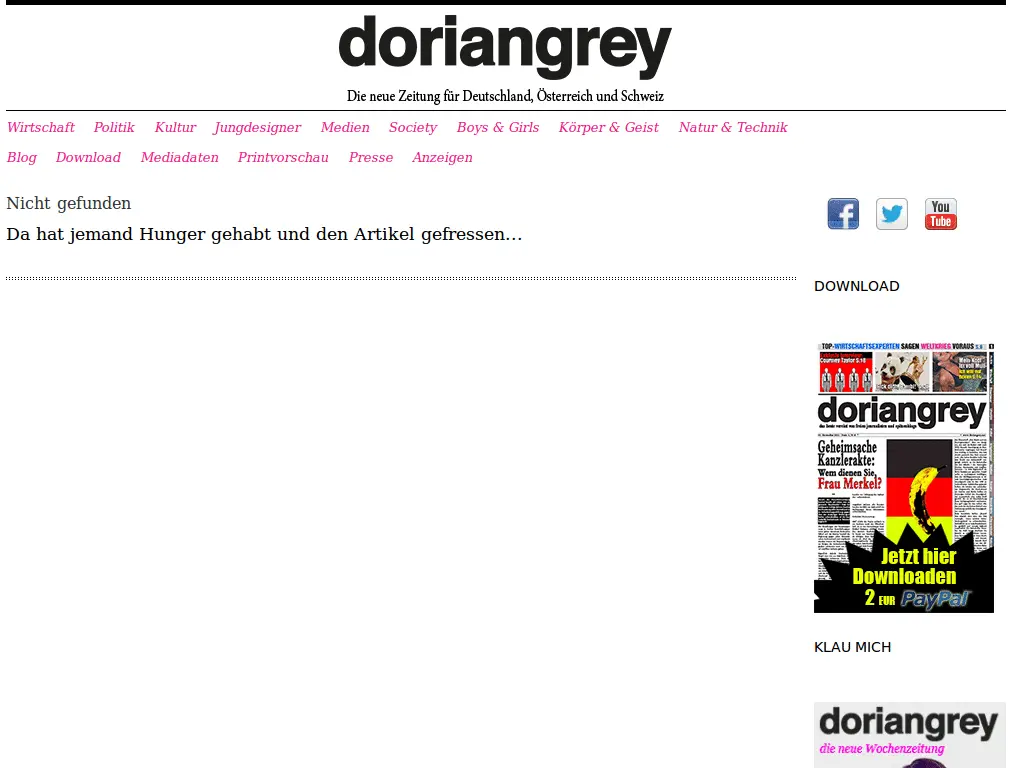 doriangrey
Die neue Zeitung für Deutschland, Österreich und Schweiz
Wirtschaft Politik Kultur Jungdesigner Medien Society Boys & Girls Körper & Geist Natur & Technik
Blog Download Mediadaten Printvorschau Presse Anzeigen
Nicht gefunden
Da hat jemand Hunger gehabt und den Artikel gefressen...
You
Tube
DOWNLOAD
TOP-WIRTSCHAFTSEXPERTEN SAGEN WELTKRIEG VORAUS
doriangrey
Geheimsache
Kanzlerakte:
Wem dienen Sie,
Frau Merkel?
Jetzt hier
Downloaden
2 EUR PayPal
KLAU MICH
doriangrey
die neue Wochenzeitung